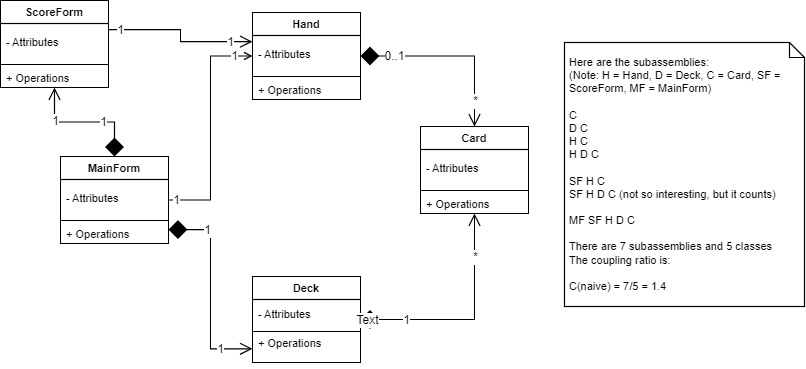 ScoreForm
- Attributes
+ Operations
1
1
Hand
- Attributes
+ Operations
1
0..1
*
1
1
MainForm
- Attributes
+ Operations
1
1
1
Card
- Attributes
+ Operations
*
Deck
- Attributes
+ Operations
Text
1
Here are the subassemblies:
(Note: H = Hand, D = Deck, C = Card, SF =
ScoreForm, MF = MainForm)
C
D C
H C
H D C
SF H C
SF H D C (not so interesting, but it counts)
MF SF H D C
There are 7 subassemblies and 5 classes
The coupling ratio is:
C(naive) = 7/5 = 1.4